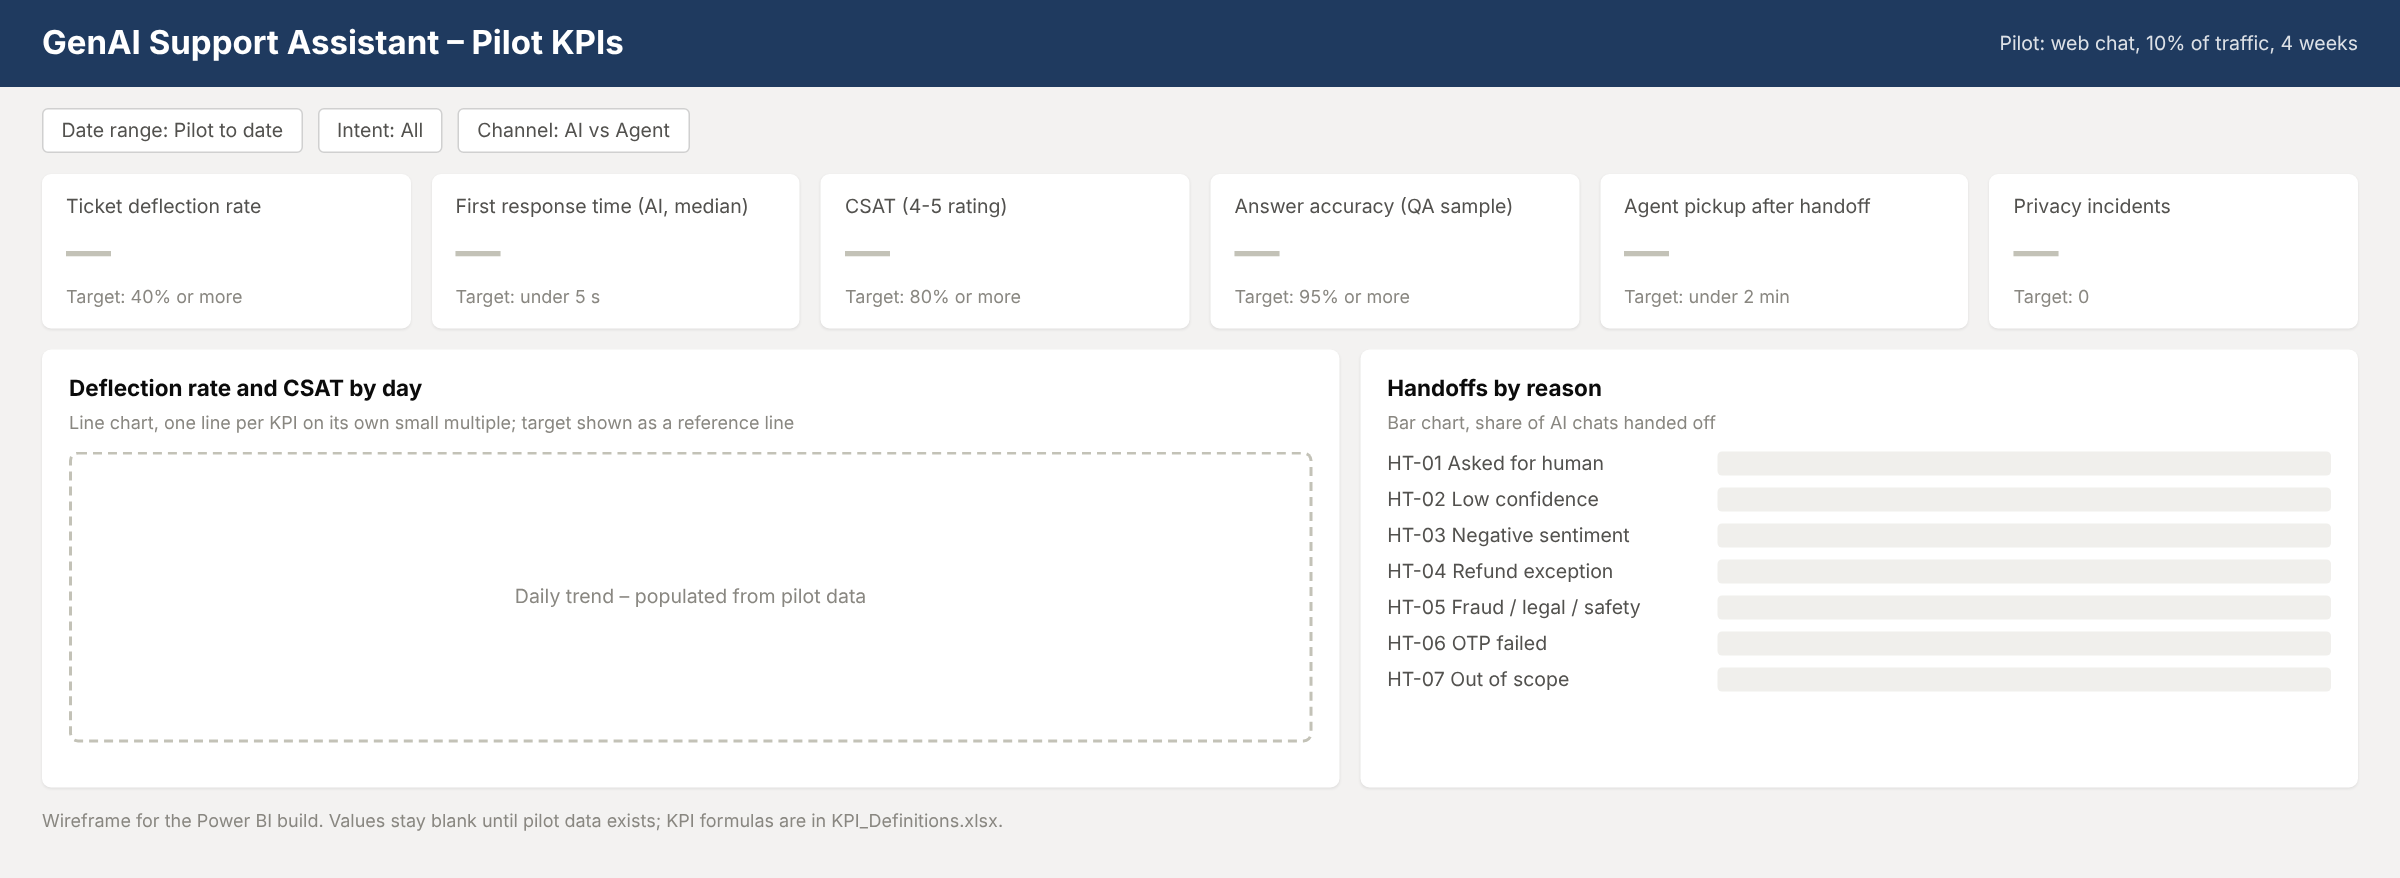 GenAI Support Assistant – Pilot KPIs
Pilot: web chat, 10% of traffic, 4 weeks
Date range: Pilot to date
Intent: All
Channel: AI vs Agent
Ticket deflection rate
Target: 40% or more
First response time (AI, median)
Target: under 5 s
CSAT (4-5 rating)
Target: 80% or more
Answer accuracy (QA sample)
Target: 95% or more
Agent pickup after handoff
Target: under 2 min
Privacy incidents
Target: 0
Deflection rate and CSAT by day
Line chart, one line per KPI on its own small multiple; target shown as a reference line
Daily trend – populated from pilot data
Handoffs by reason
Bar chart, share of AI chats handed off
HT-01 Asked for human
HT-02 Low confidence
HT-03 Negative sentiment
HT-04 Refund exception
HT-05 Fraud / legal / safety
HT-06 OTP failed
HT-07 Out of scope
Wireframe for the Power BI build. Values stay blank until pilot data exists; KPI formulas are in KPI_Definitions.xlsx.